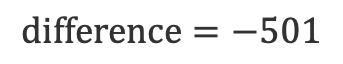 difference = −501